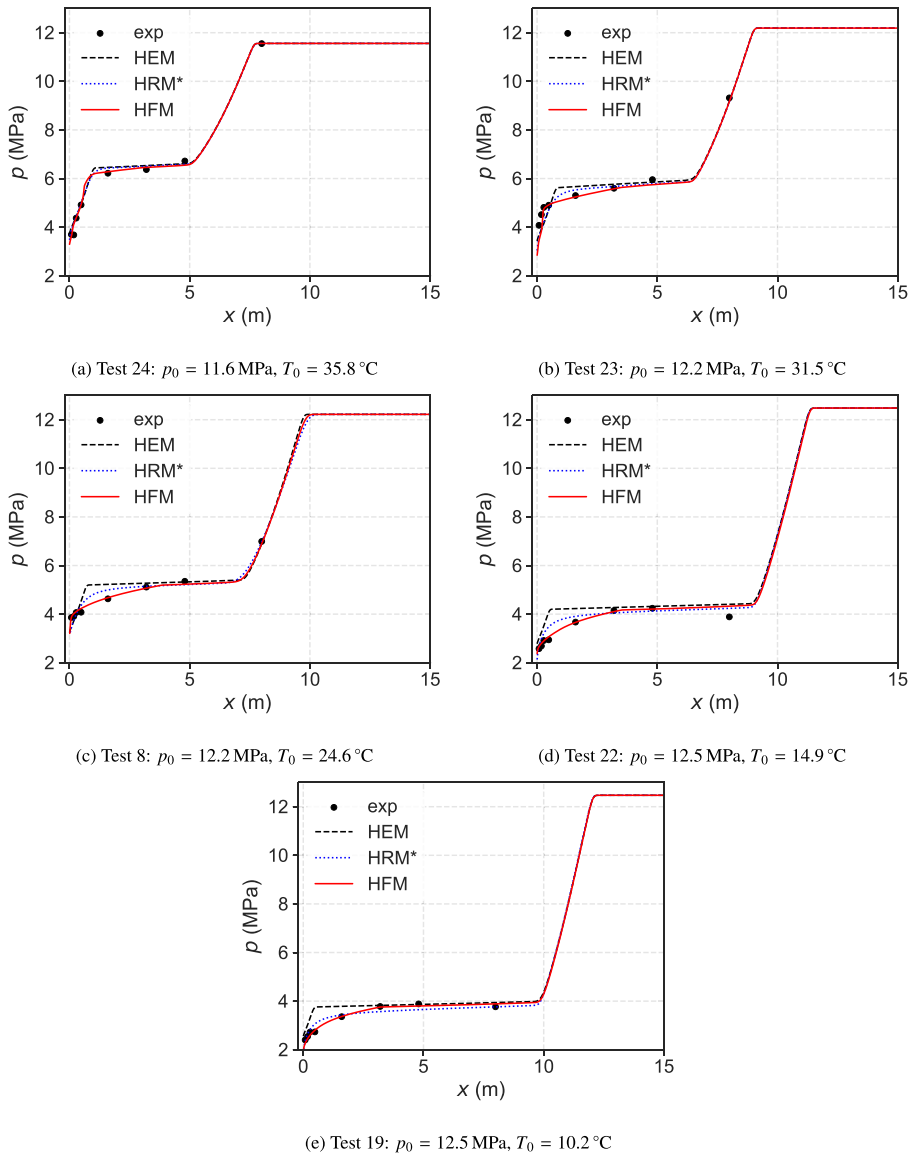 12
10
8
6
4
2
p (MPa)
exp
HEM
HRM*
HFM
0
5
10
15
x (m)
(a) Test 24: p₀ = 11.6 MPa, T₀ = 35.8 °C
12
10
8
6
4
2
p (MPa)
exp
HEM
HRM*
HFM
0
5
10
15
x (m)
(b) Test 23: p₀ = 12.2 MPa, T₀ = 31.5 °C
12
10
8
6
4
2
p (MPa)
exp
HEM
HRM*
HFM
0
5
10
15
x (m)
(c) Test 8: p₀ = 12.2 MPa, T₀ = 24.6 °C
12
10
8
6
4
2
p (MPa)
exp
HEM
HRM*
HFM
0
5
10
15
x (m)
(d) Test 22: p₀ = 12.5 MPa, T₀ = 14.9 °C
12
10
8
6
4
2
p (MPa)
exp
HEM
HRM*
HFM
0
5
10
15
x (m)
(e) Test 19: p₀ = 12.5 MPa, T₀ = 10.2 °C